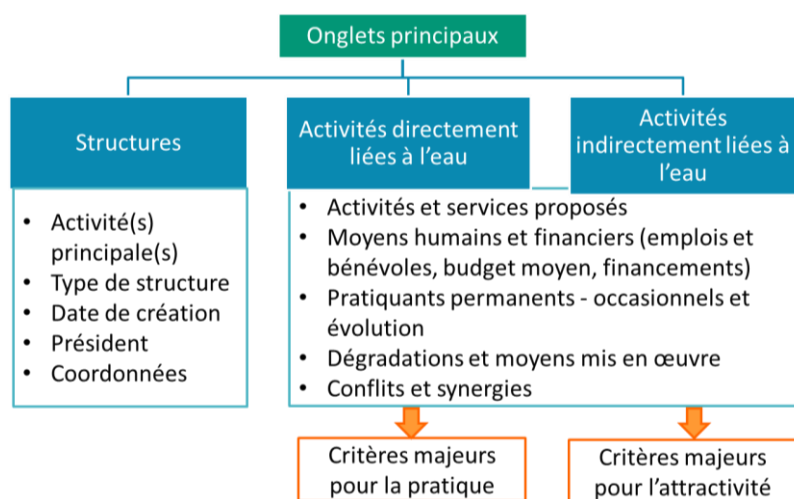 Onglets principaux
Structures
Activités directement
liées à l'eau
Activités
indirectement liées à
l'eau
• Activité(s)
principale(s)
• Type de structure
• Date de création
• Président
• Coordonnées
• Activités et services proposés
• Moyens humains et financiers (emplois et
bénévoles, budget moyen, financements)
• Pratiquants permanents - occasionnels et
évolution
• Dégradations et moyens mis en œuvre
• Conflits et synergies
Critères majeurs
pour la pratique
Critères majeurs
pour l'attractivité